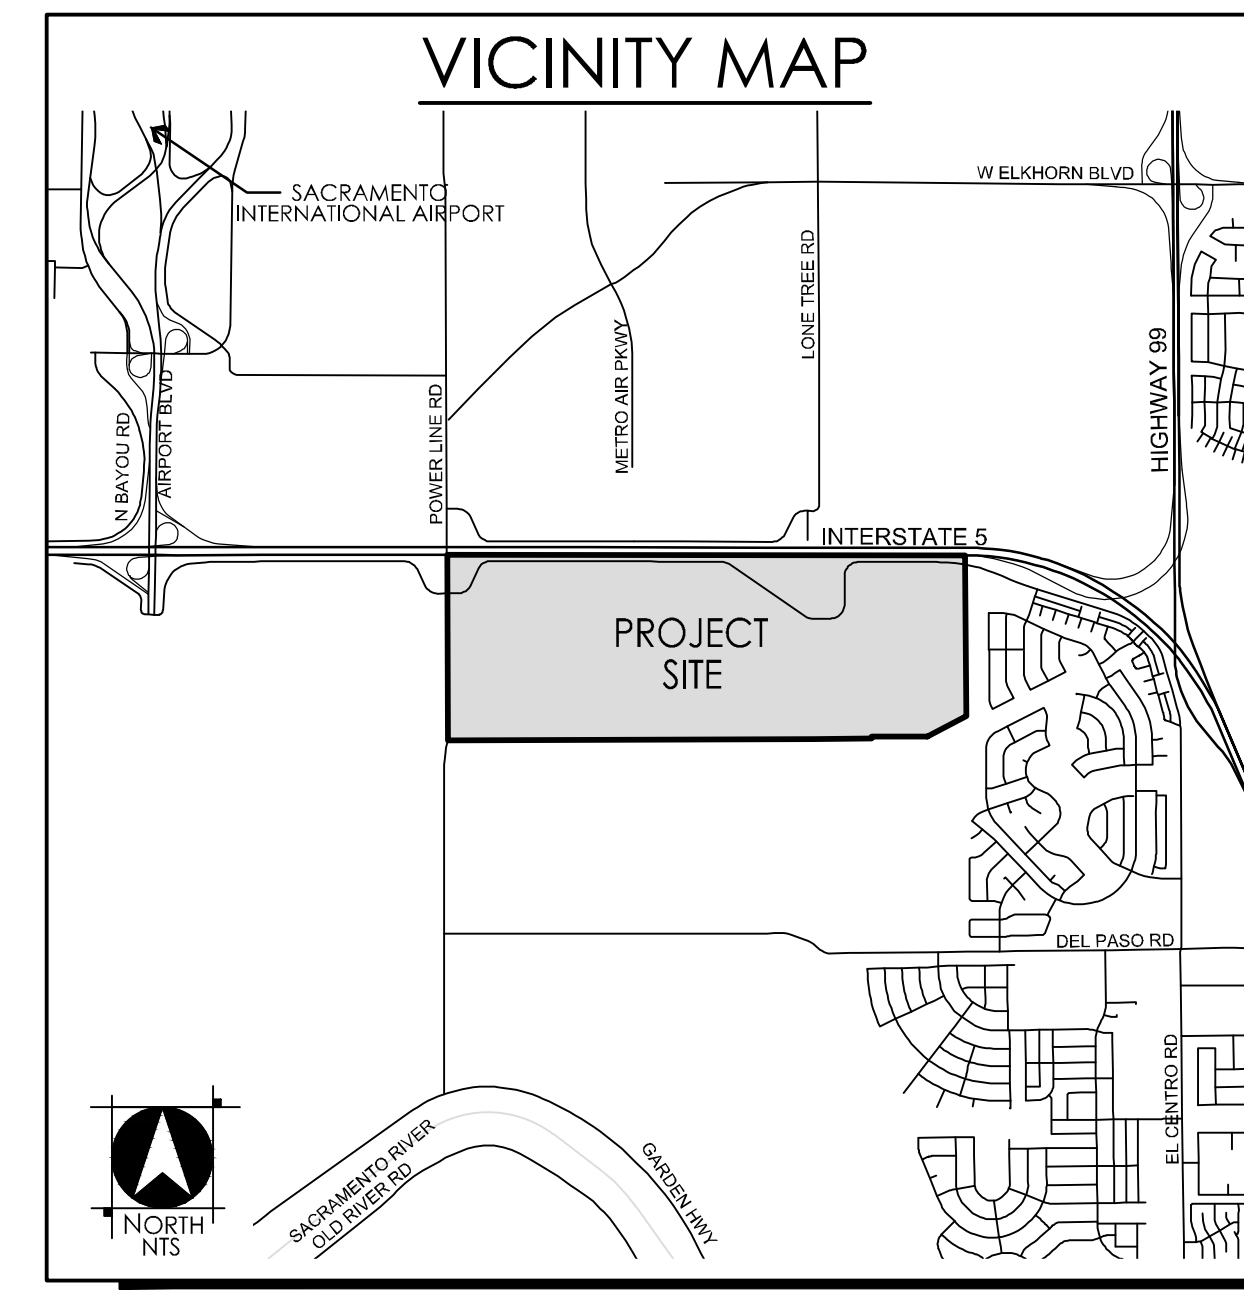 VICINITY MAP
W ELKHORN BLVD
SACRAMENTO
INTERNATIONAL AIRPORT
LONE TREE RD
METRO AIR PKWY
HIGHWAY 99
AIRPORT BLVD
N BAYOU RD
POWER LINE RD
INTERSTATE 5
PROJECT
SITE
DEL PASO RD
EL CENTRO RD
SACRAMENTO RIVER
OLD RIVER RD
GARDEN HWY
NORTH
NTS